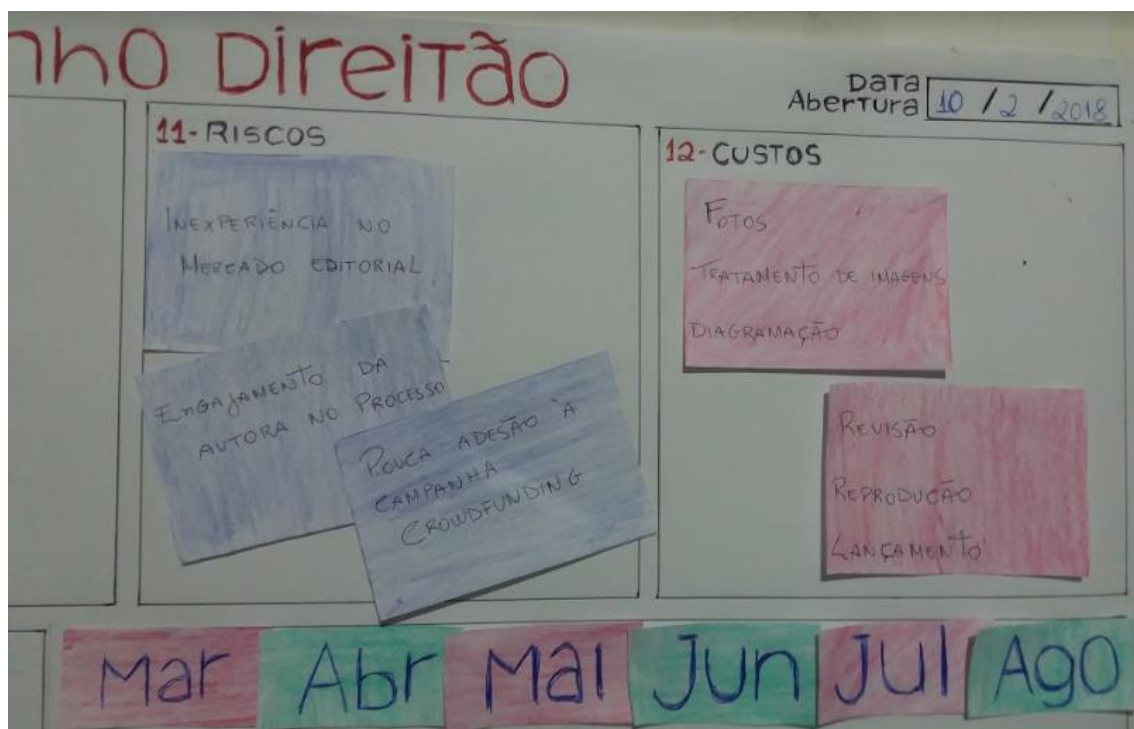 nho Direitão
Data
Abertura 10 / 2 / 2018
11- Riscos
Inexperiência no
Mercado editorial
Engajamento da
autora no Processo
Pouca adesão à
campanha
Crowdfunding
12- Custos
Fotos
Tratamento de imagens
Diagramação
Revisão
Reprodução
Lançamento
Mar Abr Mai Jun Jul Ago